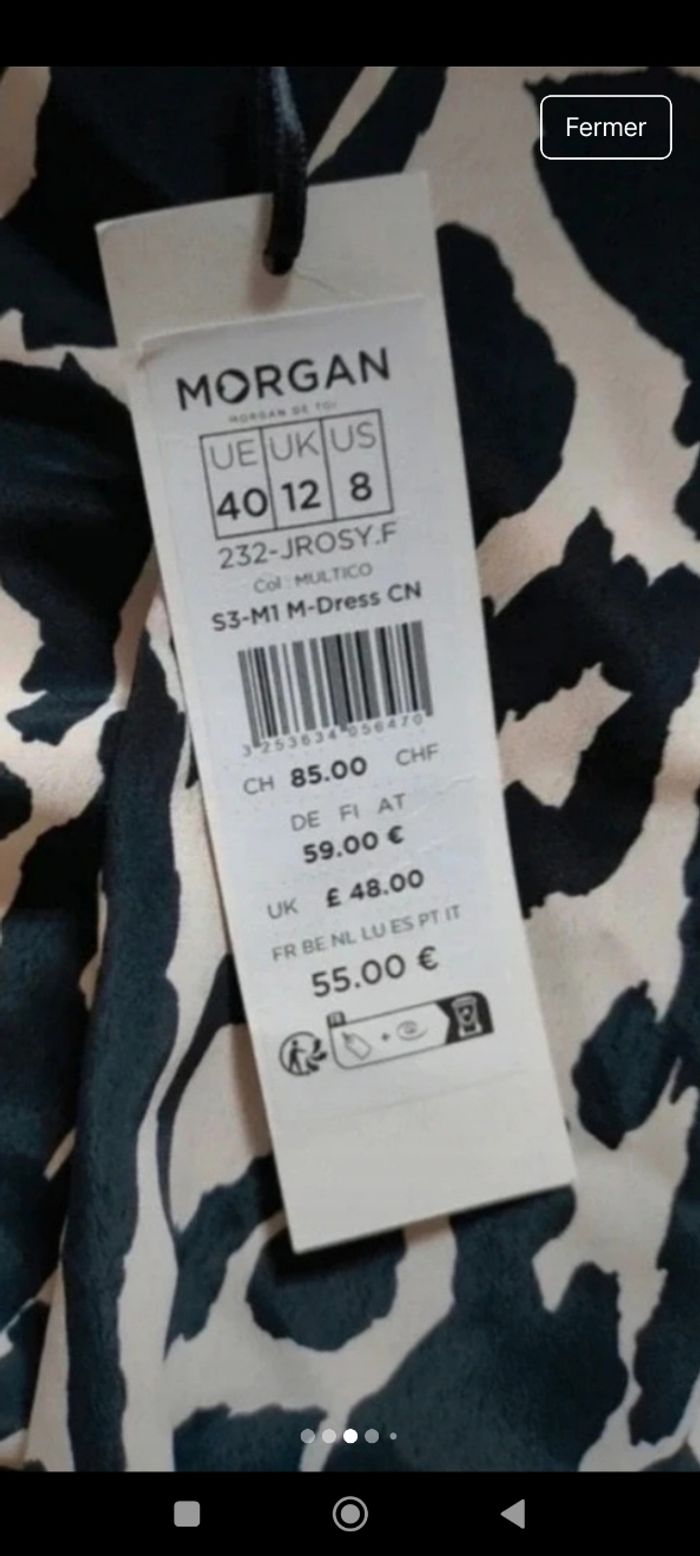 Fermer
MORGAN
MORGAN DE TOI
UE UK US
40 12 8
232-JROSY.F
Col : MULTICO
S3-M1 M-Dress CN
3 253634 056470
CH 85.00 CHF
DE FI AT
59.00 €
UK £ 48.00
FR BE NL LU ES PT IT
55.00 €
FR